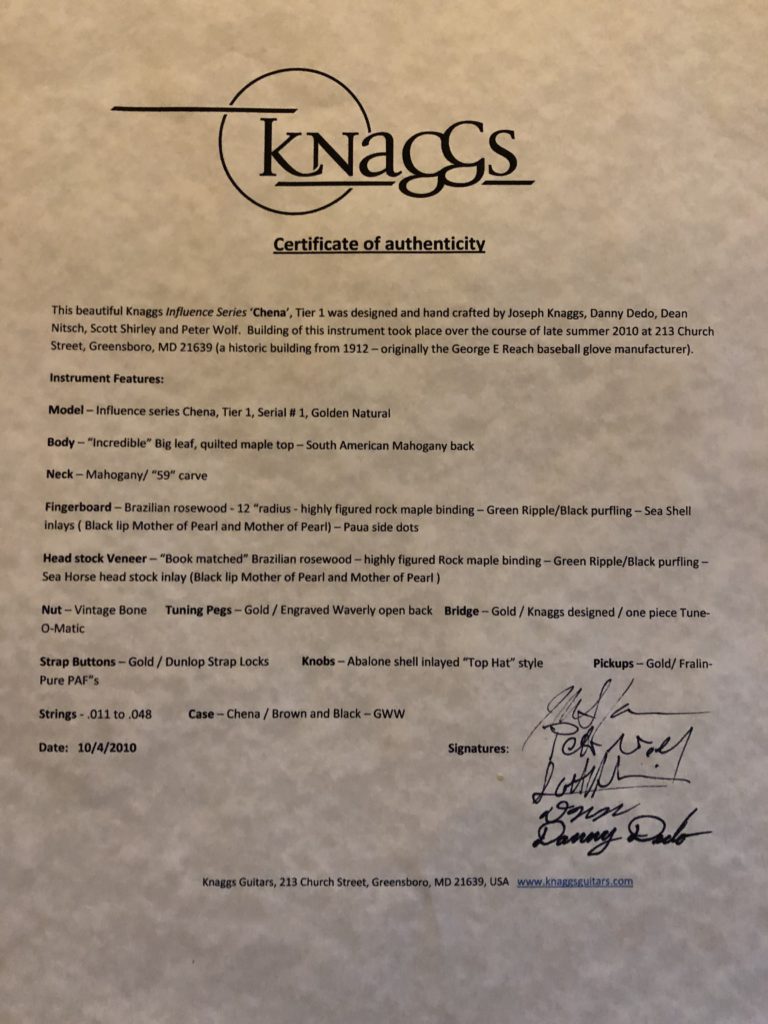 KNaGGs
Certificate of authenticity
This beautiful Knaggs Influence Series 'Chena', Tier 1 was designed and hand crafted by Joseph Knaggs, Danny Dedo, Dean
Nitsch, Scott Shirley and Peter Wolf. Building of this instrument took place over the course of late summer 2010 at 213 Church
Street, Greensboro, MD 21639 (a historic building from 1912 – originally the George E Reach baseball glove manufacturer).
Instrument Features:
Model – Influence series Chena, Tier 1, Serial # 1, Golden Natural
Body – “Incredible” Big leaf, quilted maple top – South American Mahogany back
Neck – Mahogany/ “59” carve
Fingerboard – Brazilian rosewood - 12 “radius - highly figured rock maple binding – Green Ripple/Black purfling – Sea Shell
inlays ( Black lip Mother of Pearl and Mother of Pearl) – Paua side dots
Head stock Veneer – “Book matched” Brazilian rosewood – highly figured Rock maple binding – Green Ripple/Black purfling –
Sea Horse head stock inlay (Black lip Mother of Pearl and Mother of Pearl )
Nut – Vintage Bone Tuning Pegs – Gold / Engraved Waverly open back Bridge – Gold / Knaggs designed / one piece Tune-
O-Matic
Strap Buttons – Gold / Dunlop Strap Locks Knobs – Abalone shell inlayed “Top Hat” style Pickups – Gold/ Fralin-
Pure PAF”s
Strings - .011 to .048 Case – Chena / Brown and Black – GWW
Date: 10/4/2010 Signatures:
Danny Dedo
Knaggs Guitars, 213 Church Street, Greensboro, MD 21639, USA www.knaggsguitars.com